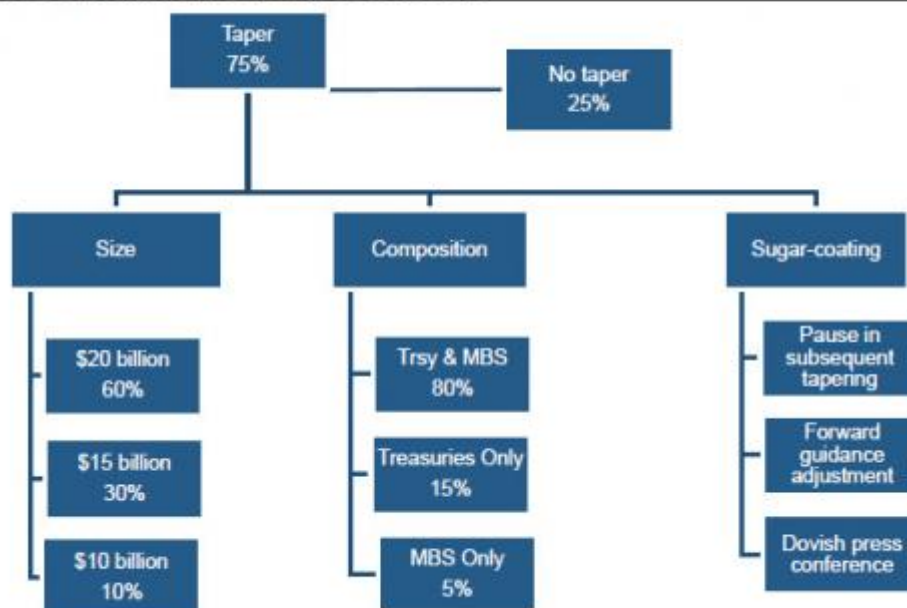 Taper
75%
No taper
25%
Size
Composition
Sugar-coating
$20 billion
60%
$15 billion
30%
$10 billion
10%
Trsy & MBS
80%
Treasuries Only
15%
MBS Only
5%
Pause in
subsequent
tapering
Forward
guidance
adjustment
Dovish press
conference